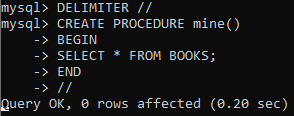 mysql> DELIMITER //
mysql> CREATE PROCEDURE mine()
    -> BEGIN
    -> SELECT * FROM BOOKS;
    -> END
    -> //
Query OK, 0 rows affected (0.20 sec)